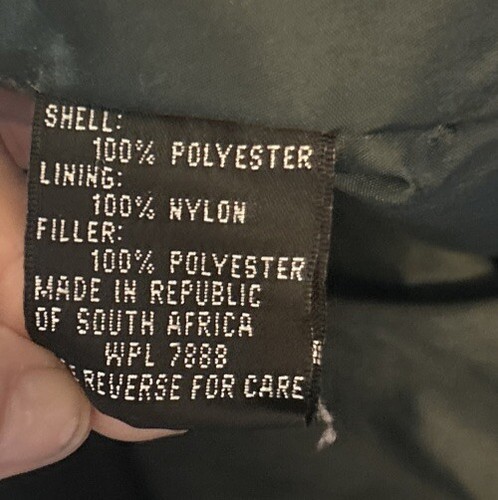 SHELL:
100% POLYESTER
LINING:
100% NYLON
FILLER:
100% POLYESTER
MADE IN REPUBLIC
OF SOUTH AFRICA
WPL 7888
REVERSE FOR CARE